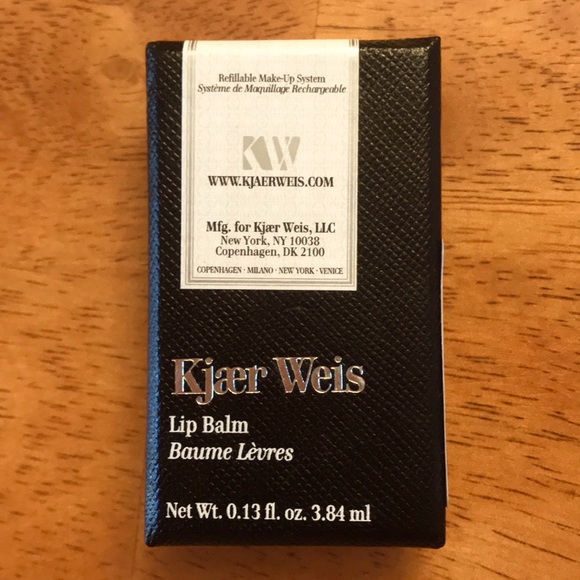 Refillable Make-Up System
Système de Maquillage Rechargeable
KW
WWW.KJAERWEIS.COM
Mfg. for Kjær Weis, LLC
New York, NY 10038
Copenhagen, DK 2100
COPENHAGEN · MILANO · NEW YORK · VENICE
Kjær Weis
Lip Balm
Baume Lèvres
Net Wt. 0.13 fl. oz. 3.84 ml